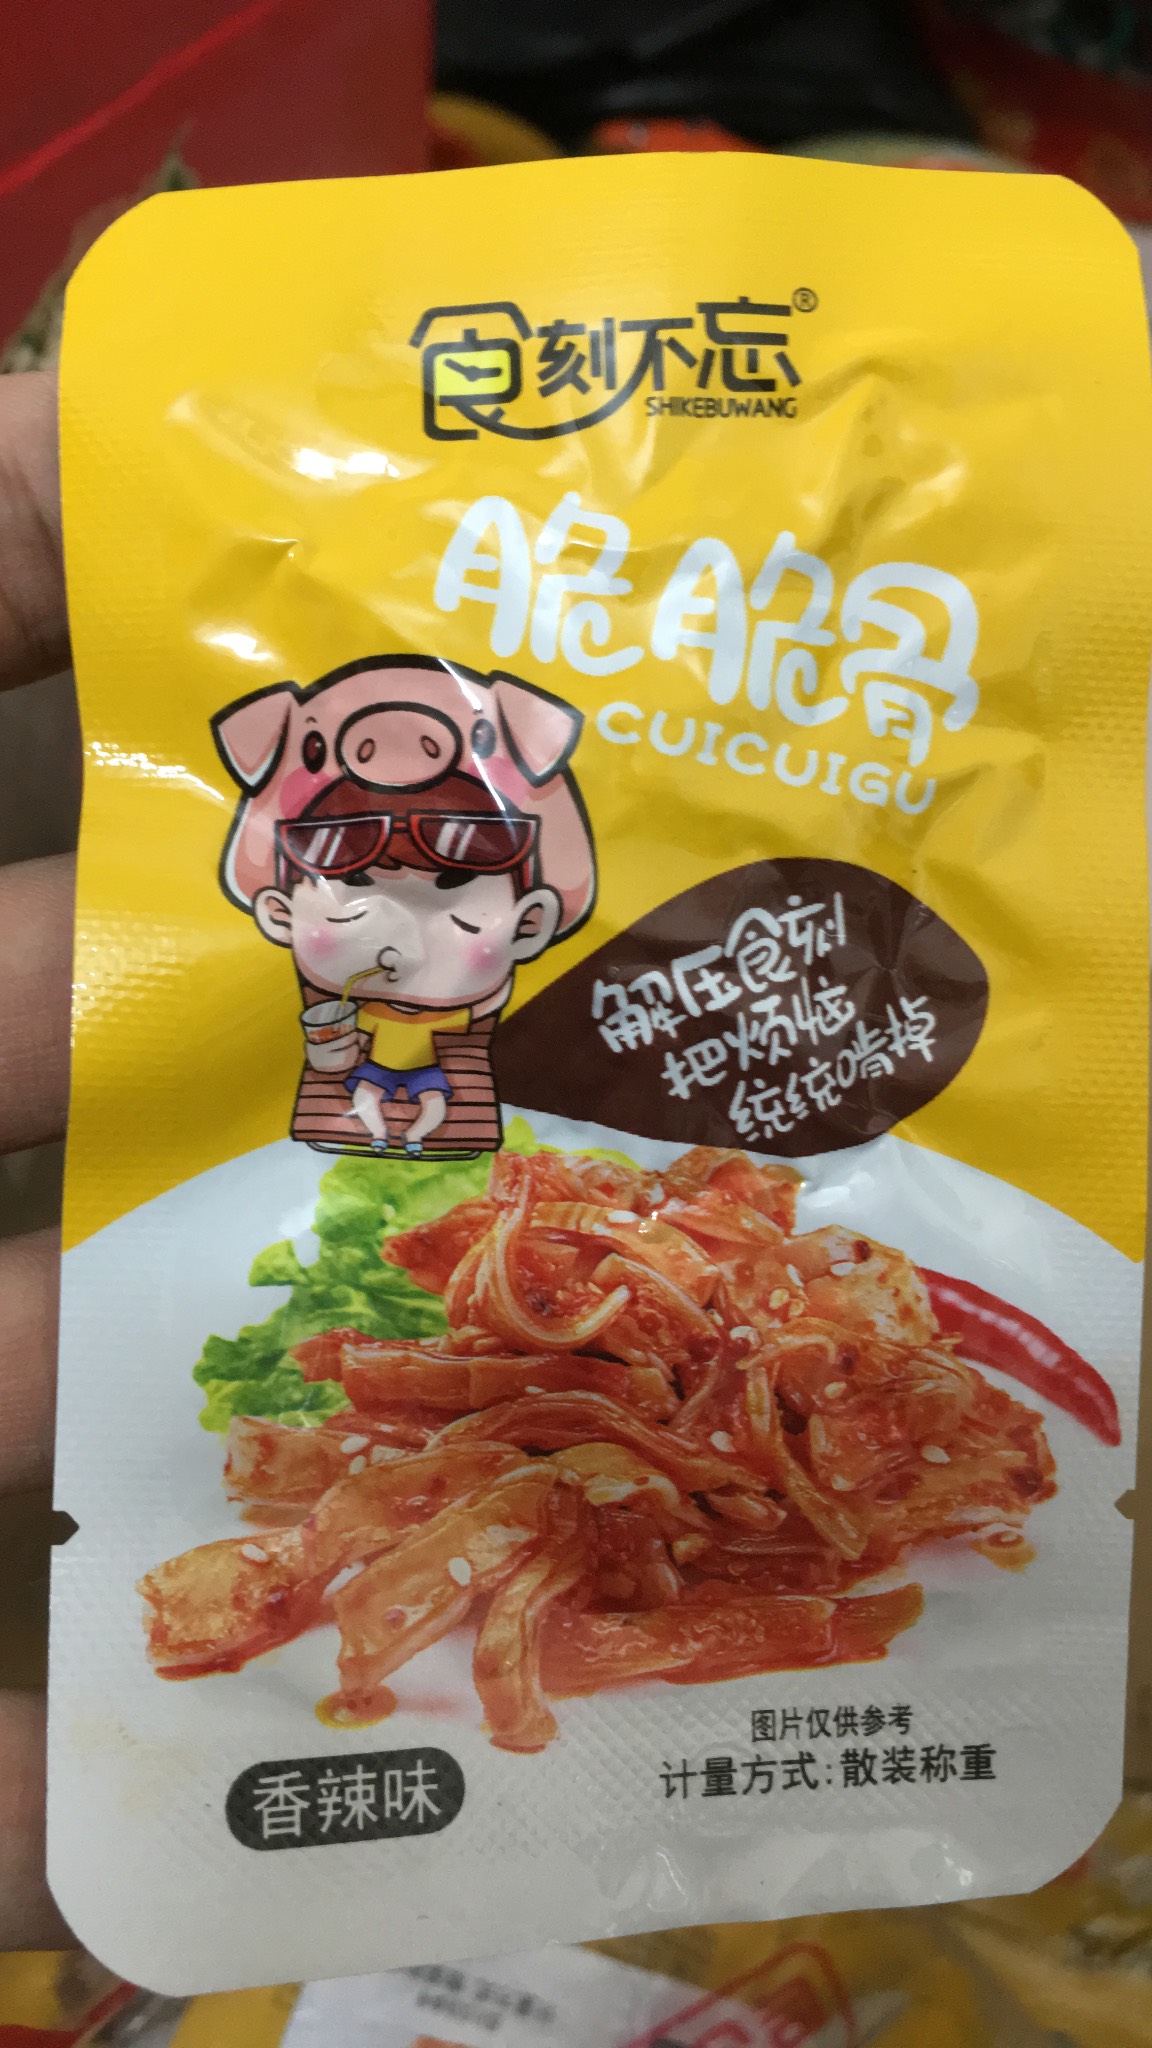 食刻不忘®
SHIKEBUWANG
脆脆骨
CUICUIGU
解压食刻
把烦恼
统统啃掉
图片仅供参考
计量方式:散装称重
香辣味